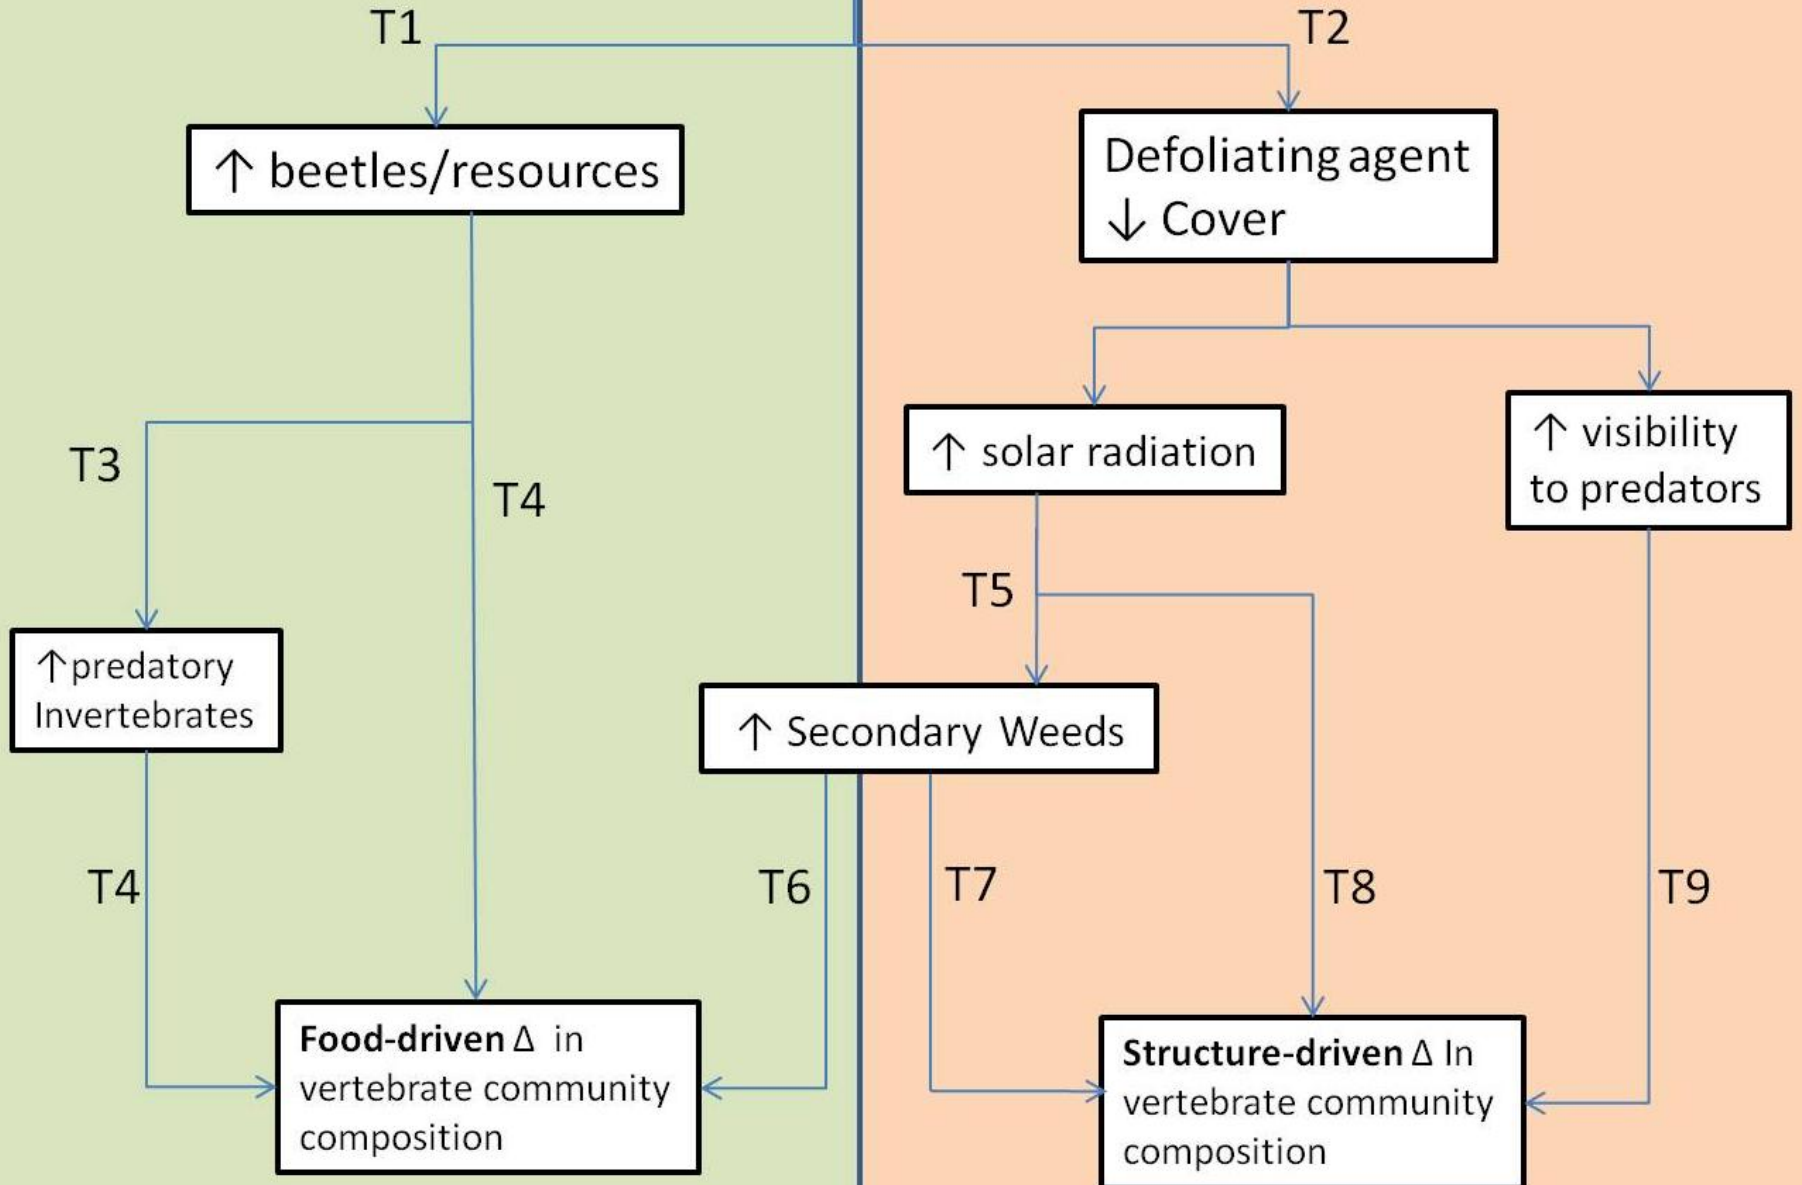 T1
T2
↑ beetles/resources
Defoliating agent
↓ Cover
↑ solar radiation
↑ visibility
to predators
T3
T4
T5
↑predatory
Invertebrates
↑ Secondary Weeds
T4
T6
T7
T8
T9
Food-driven Δ in
vertebrate community
composition
Structure-driven Δ In
vertebrate community
composition